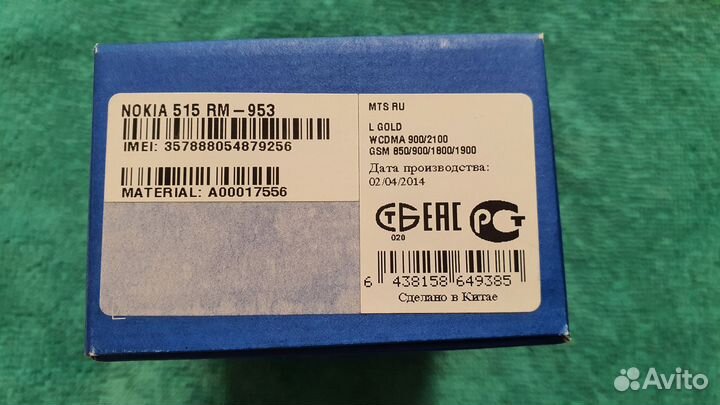 NOKIA 515 RM-953
IMEI: 357888054879256
MATERIAL: A00017556
MTS RU
L GOLD
WCDMA 900/2100
GSM 850/900/1800/1900
Дата производства:
02/04/2014
СТБ ЕАС РСТ
020
6 438158 649385
Сделано в Китае
Avito